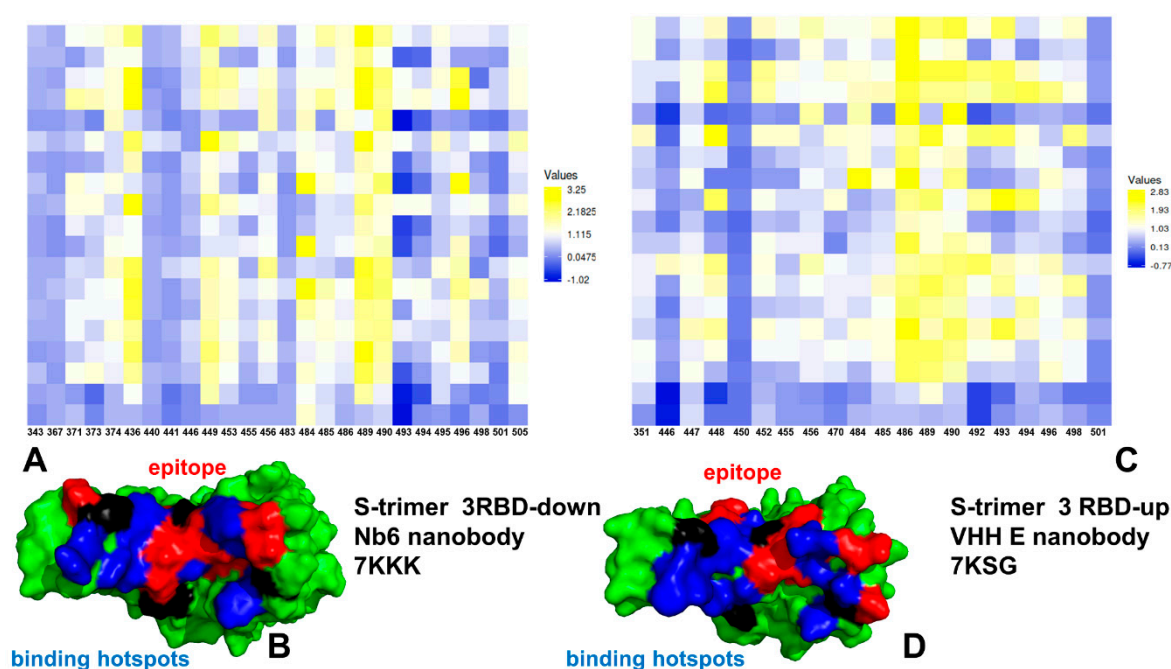 Values
3.25
2.1825
1.115
0.0475
-1.02
343 367 371 373 374 436 440 441 446 449 453 455 456 483 484 485 486 489 490 493 494 495 496 498 501 505
Values
2.83
1.93
1.03
0.13
-0.77
351 446 447 448 450 452 455 456 470 484 485 486 489 490 492 493 494 496 498 501
A
epitope
S-trimer 3RBD-down
Nb6 nanobody
7KKK
B
binding hotspots
C
epitope
S-trimer 3 RBD-up
VHH E nanobody
7KSG
D
binding hotspots